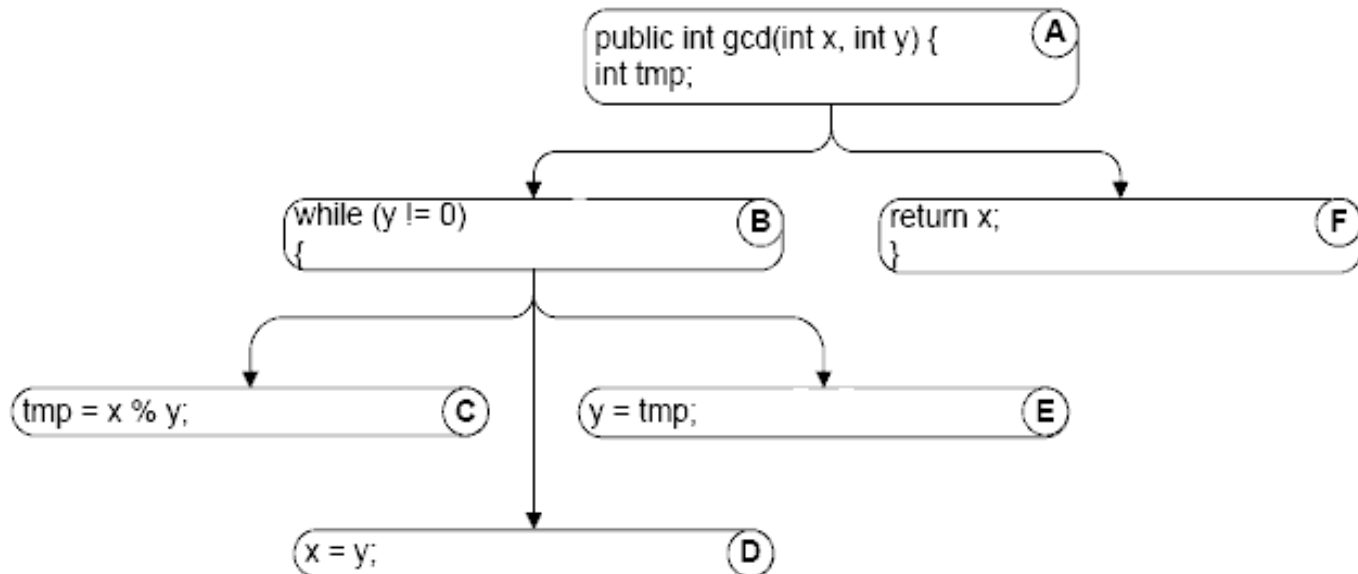 public int gcd(int x, int y) {
int tmp;
A
while (y != 0)
{
B
return x;
}
F
tmp = x % y;
C
y = tmp;
E
x = y;
D